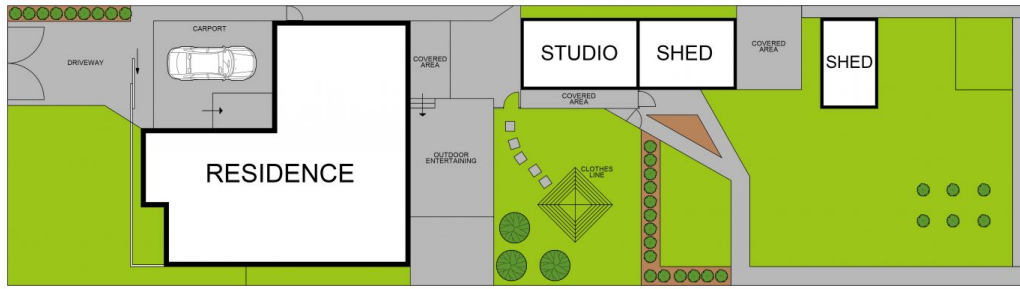 CARPORT
DRIVEWAY
RESIDENCE
COVERED
AREA
OUTDOOR
ENTERTAINING
STUDIO
SHED
COVERED
AREA
COVERED
AREA
SHED
CLOTHES
LINE